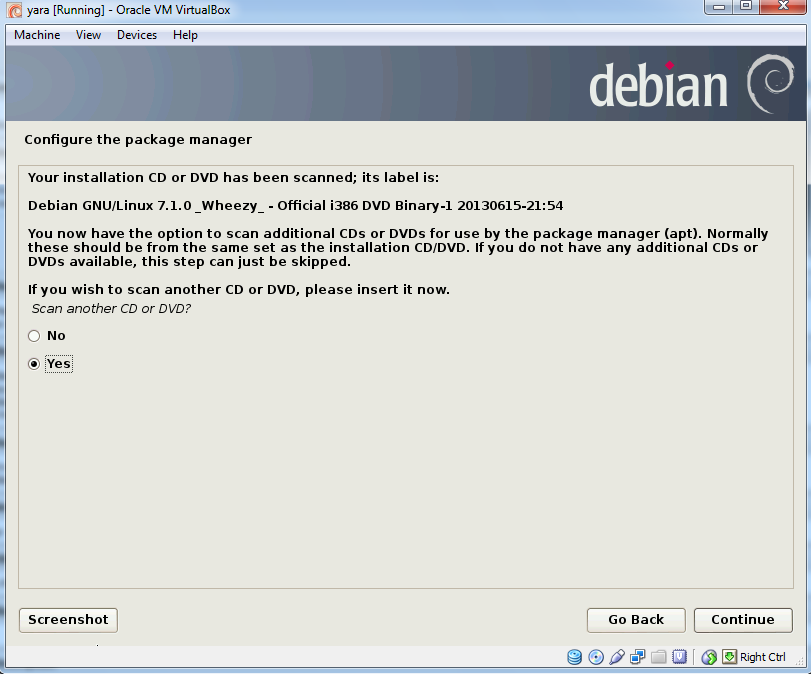 yara [Running] - Oracle VM VirtualBox
Machine View Devices Help
debian
Configure the package manager
Your installation CD or DVD has been scanned; its label is:
Debian GNU/Linux 7.1.0 _Wheezy_ - Official i386 DVD Binary-1 20130615-21:54
You now have the option to scan additional CDs or DVDs for use by the package manager (apt). Normally
these should be from the same set as the installation CD/DVD. If you do not have any additional CDs or
DVDs available, this step can just be skipped.
If you wish to scan another CD or DVD, please insert it now.
Scan another CD or DVD?
No
Yes
Screenshot Go Back Continue
Right Ctrl